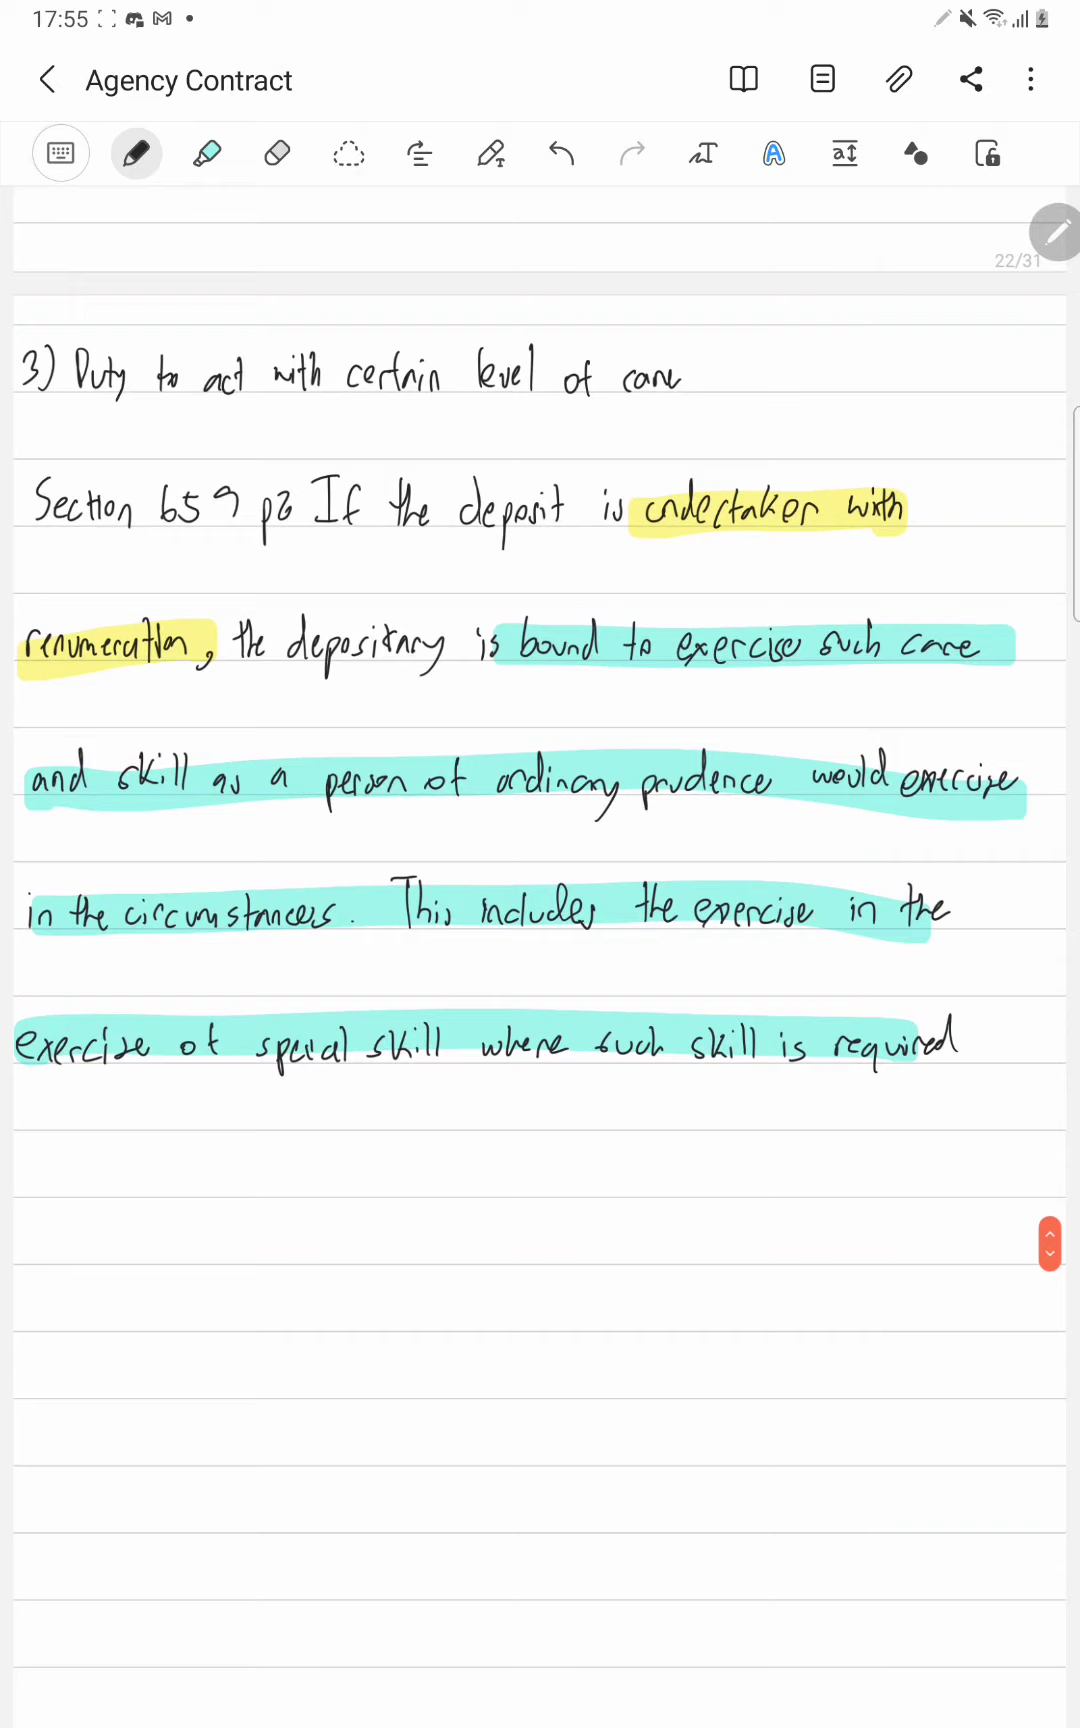 17:55
Agency Contract
22/31
3) Duty to act with certain level of care
Section 659 p2 If the deposit is undertaken with
renumeration, the depositary is bound to exercise such care
and skill as a person of ordinary prudence would exercise
in the circumstances. This includes the exercise in the
exercise of special skill where such skill is required